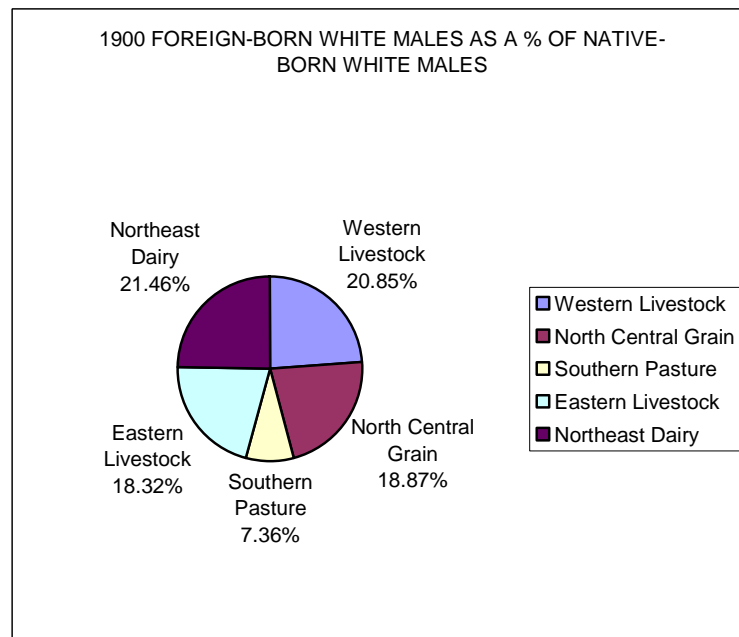 1900 FOREIGN-BORN WHITE MALES AS A % OF NATIVE-
BORN WHITE MALES
Northeast
Dairy
21.46%
Western
Livestock
20.85%
Eastern
Livestock
18.32%
Southern
Pasture
7.36%
North Central
Grain
18.87%
Western Livestock
North Central Grain
Southern Pasture
Eastern Livestock
Northeast Dairy